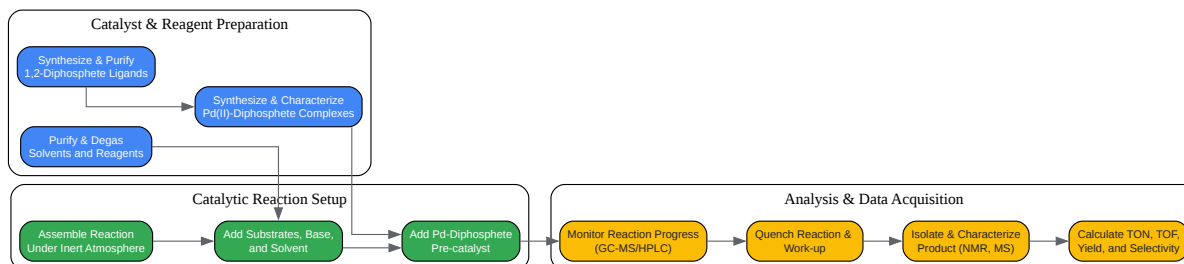 Catalyst & Reagent Preparation
Synthesize & Purify
1,2-Diphosphete Ligands
Synthesize & Characterize
Pd(II)-Diphosphete Complexes
Purify & Degas
Solvents and Reagents
Catalytic Reaction Setup
Assemble Reaction
Under Inert Atmosphere
Add Substrates, Base,
and Solvent
Add Pd-Diphosphete
Pre-catalyst
Analysis & Data Acquisition
Monitor Reaction Progress
(GC-MS/HPLC)
Quench Reaction &
Work-up
Isolate & Characterize
Product (NMR, MS)
Calculate TON, TOF,
Yield, and Selectivity